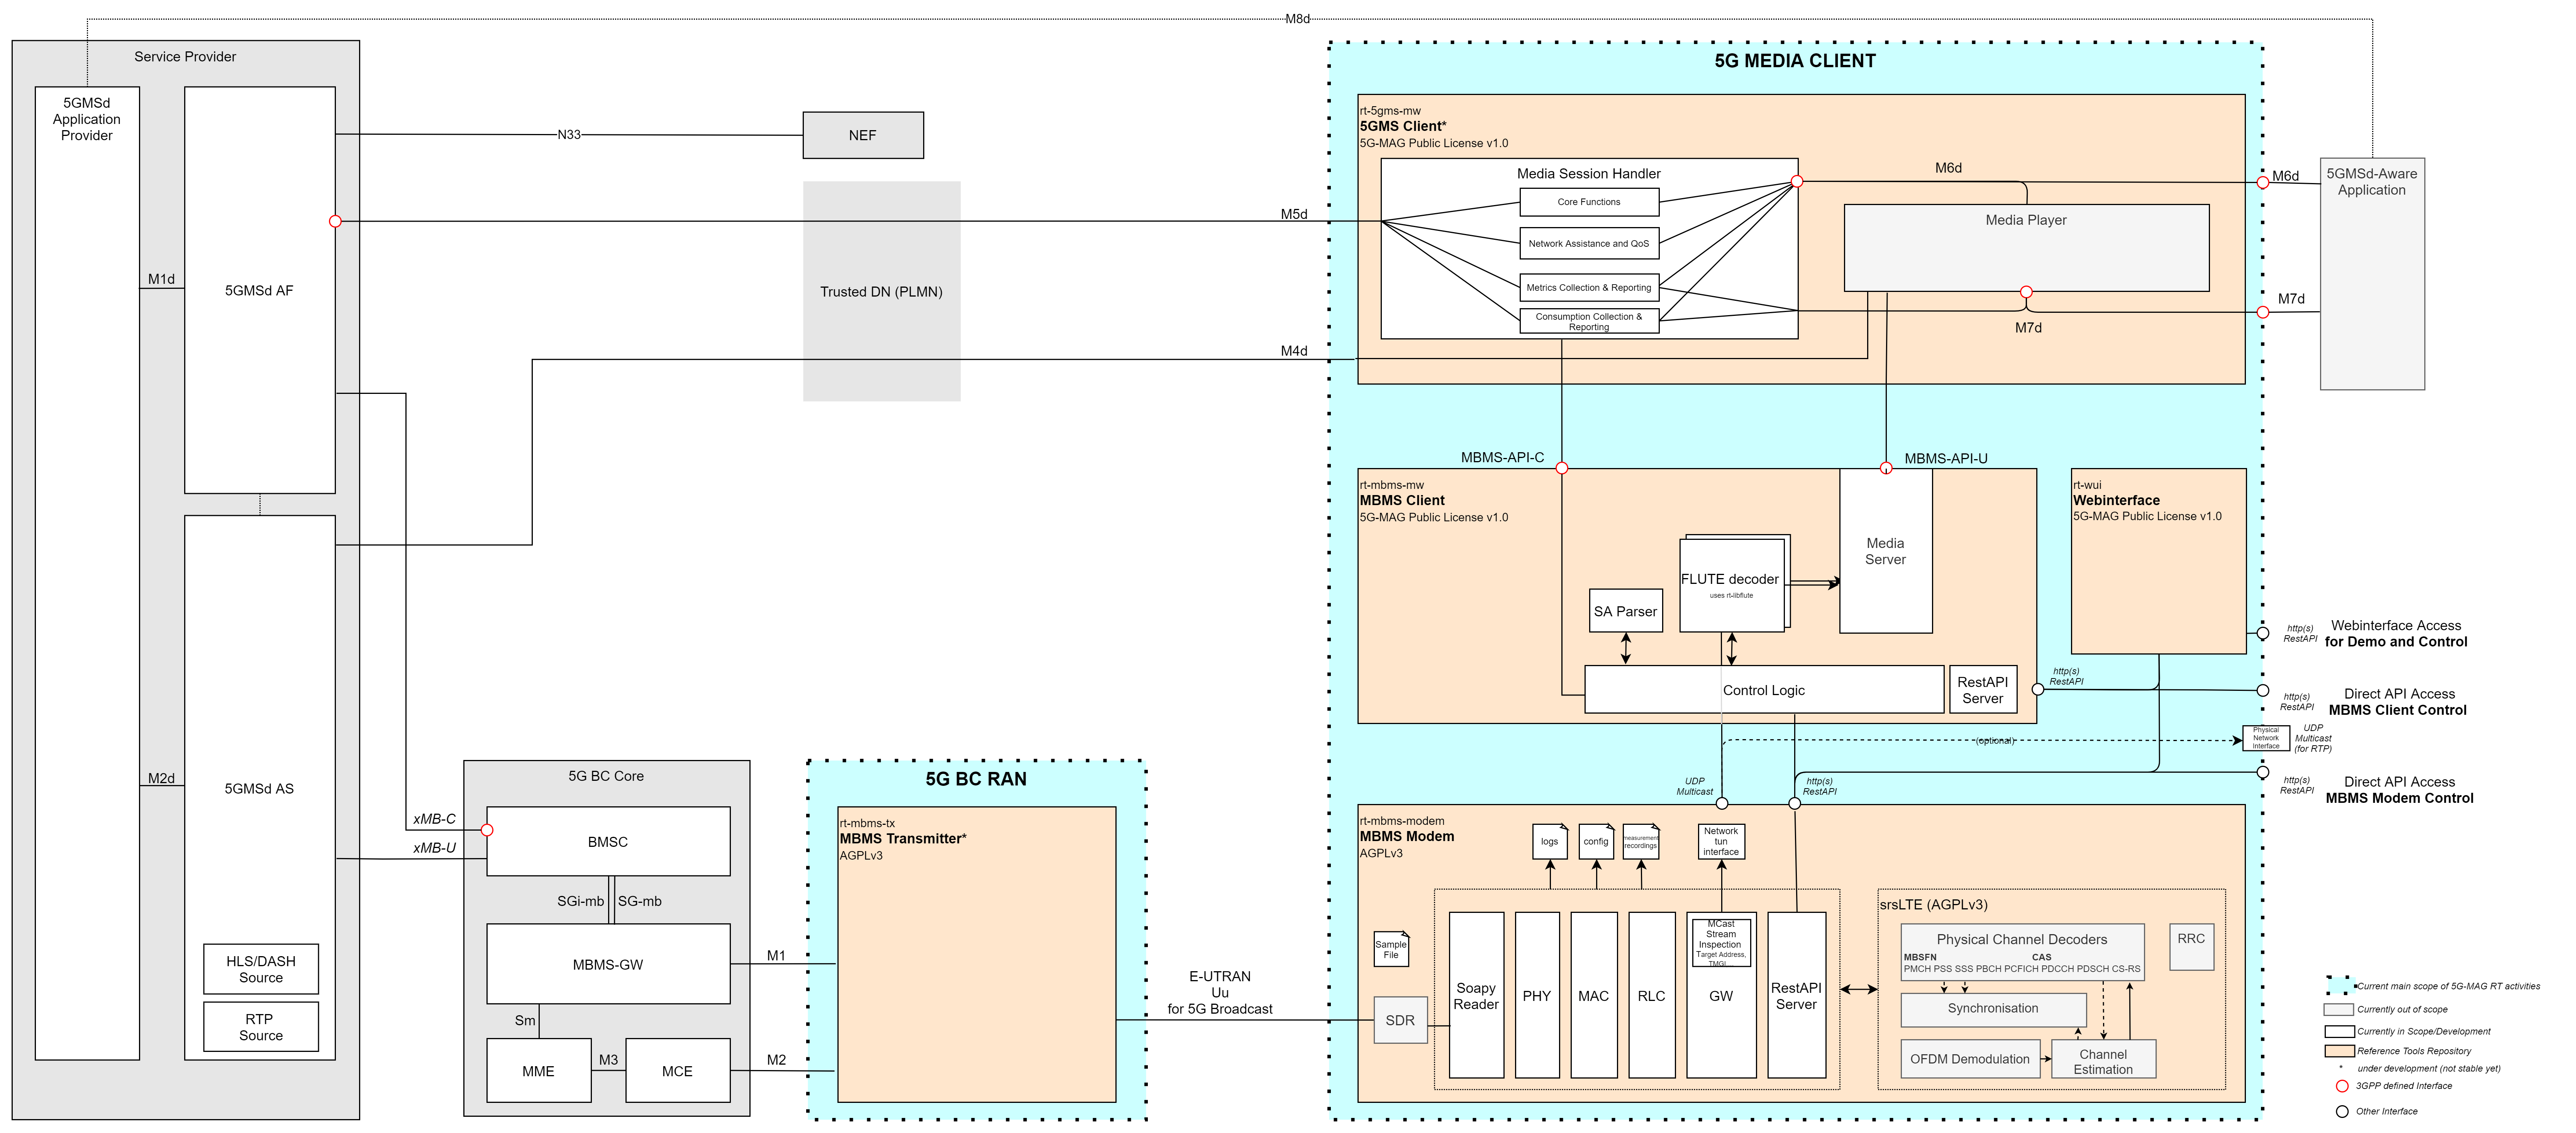 M8d
Service Provider
5GMSd
Application
Provider
M1d
M2d
5GMSd AF
5GMSd AS
HLS/DASH
Source
RTP
Source
N33
NEF
Trusted DN (PLMN)
M5d
M4d
xMB-C
xMB-U
5G BC Core
BMSC
SGi-mb
SG-mb
MBMS-GW
Sm
MME
M3
MCE
M1
M2
5G BC RAN
rt-mbms-tx
MBMS Transmitter*
AGPLv3
E-UTRAN
Uu
for 5G Broadcast
5G MEDIA CLIENT
rt-5gms-mw
5GMS Client*
5G-MAG Public License v1.0
Media Session Handler
Core Functions
Network Assistance and QoS
Metrics Collection & Reporting
Consumption Collection &
Reporting
M6d
Media Player
M7d
M6d
M7d
5GMSd-Aware
Application
MBMS-API-C
MBMS-API-U
rt-mbms-mw
MBMS Client
5G-MAG Public License v1.0
SA Parser
FLUTE decoder
uses rt-libflute
Media
Server
Control Logic
RestAPI
Server
rt-wui
Webinterface
5G-MAG Public License v1.0
http(s)
RestAPI
Webinterface Access
for Demo and Control
http(s)
RestAPI
http(s)
RestAPI
Direct API Access
MBMS Client Control
(optional)
Physical
Network
Interface
UDP
Multicast
(for RTP)
UDP
Multicast
http(s)
RestAPI
http(s)
RestAPI
Direct API Access
MBMS Modem Control
rt-mbms-modem
MBMS Modem
AGPLv3
logs
config
measurement
recordings
Network
tun
interface
Sample
File
SDR
Soapy
Reader
PHY
MAC
RLC
MCast
Stream
Inspection
Target Address,
TMGI,...
GW
RestAPI
Server
srsLTE (AGPLv3)
Physical Channel Decoders
MBSFN CAS
PMCH PSS SSS PBCH PCFICH PDCCH PDSCH CS-RS
RRC
Synchronisation
OFDM Demodulation
Channel
Estimation
Current main scope of 5G-MAG RT activities
Currently out of scope
Currently in Scope/Development
Reference Tools Repository
* under development (not stable yet)
3GPP defined Interface
Other Interface